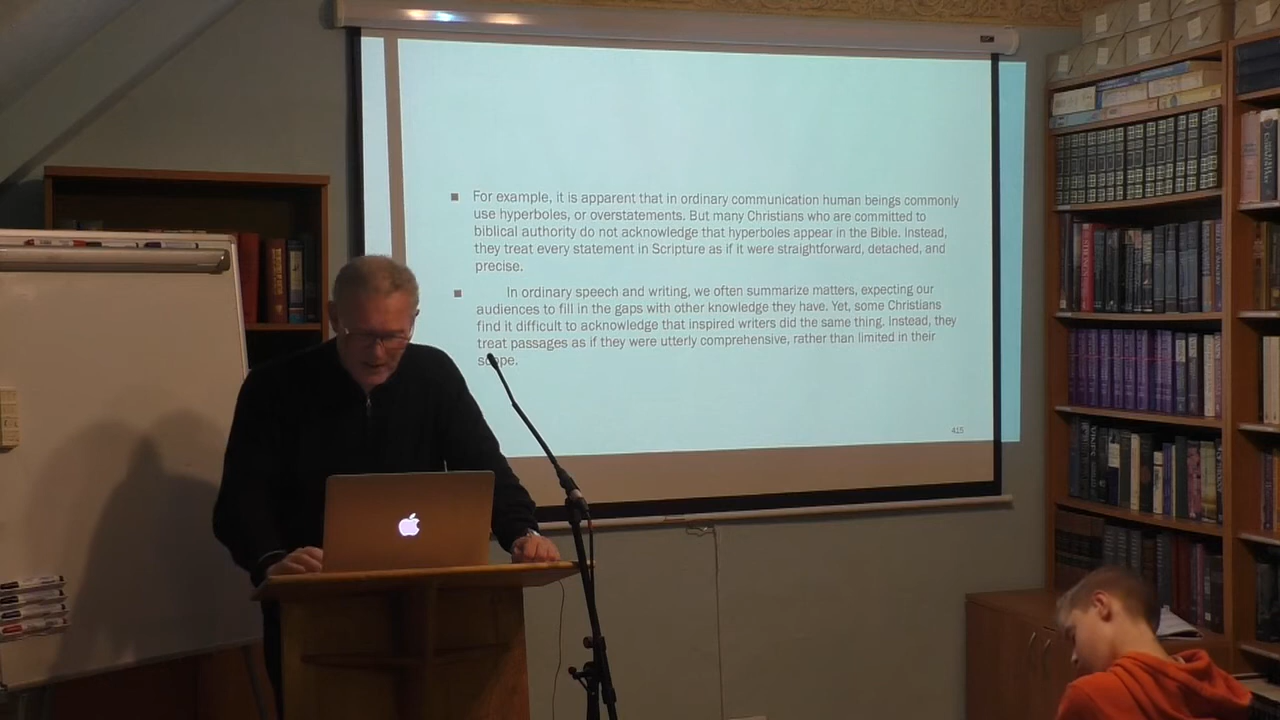 For example, it is apparent that in ordinary communication human beings commonly
use hyperboles, or overstatements. But many Christians who are committed to
biblical authority do not acknowledge that hyperboles appear in the Bible. Instead,
they treat every statement in Scripture as if it were straightforward, detached, and
precise.
In ordinary speech and writing, we often summarize matters, expecting our
audiences to fill in the gaps with other knowledge they have. Yet, some Christians
find it difficult to acknowledge that inspired writers did the same thing. Instead, they
treat passages as if they were utterly comprehensive, rather than limited in their
scope.
415